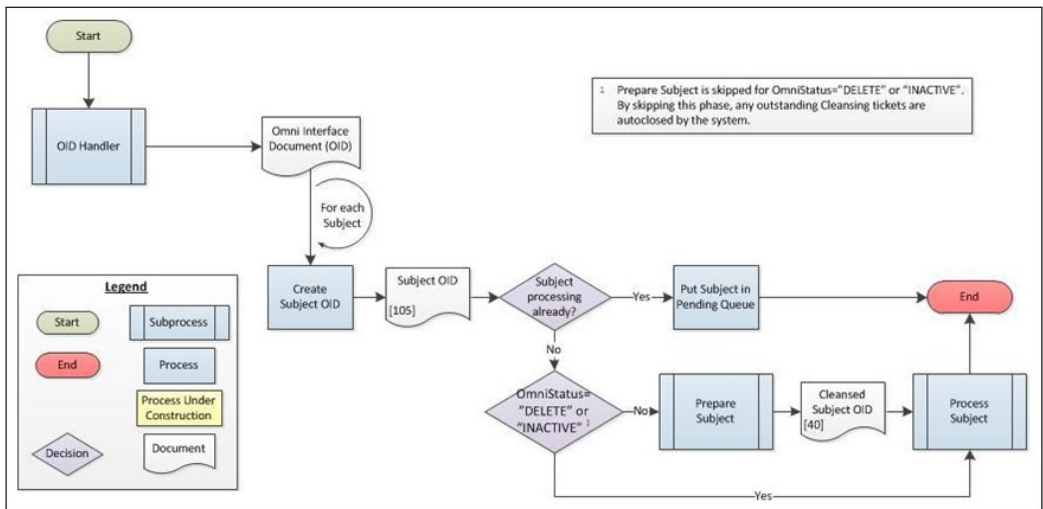 Start
1 Prepare Subject is skipped for OmniStatus="DELETE" or "INACTIVE".
By skipping this phase, any outstanding Cleansing tickets are
autoclosed by the system.
OID Handler
Omni Interface
Document (OID)
For each
Subject
Create
Subject OID
Subject OID
[105]
Subject
processing
already?
Yes
Put Subject in
Pending Queue
End
No
OmniStatus=
"DELETE" or
"INACTIVE" 1
No
Prepare
Subject
Cleansed
Subject OID
[40]
Process
Subject
Yes
Legend
Start
Subprocess
End
Process
Process Under
Construction
Decision
Document